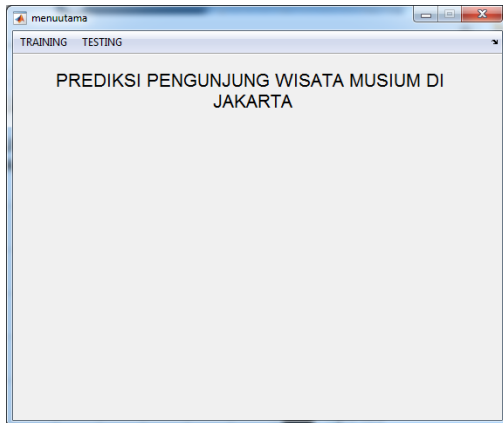 menuutama
TRAINING TESTING
PREDIKSI PENGUNJUNG WISATA MUSIUM DI
JAKARTA